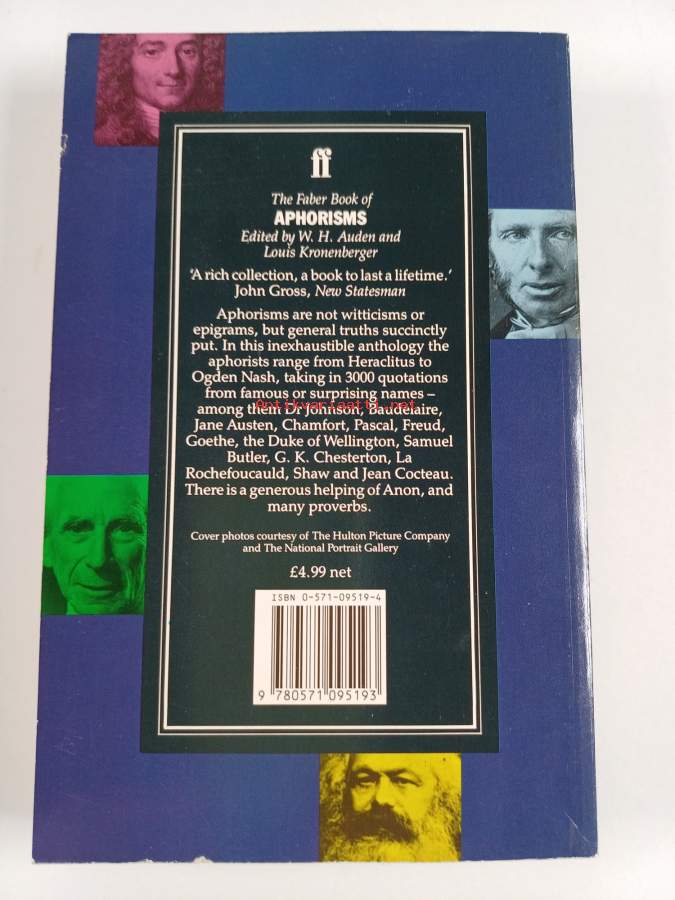 ff
The Faber Book of
APHORISMS
Edited by W. H. Auden and
Louis Kronenberger
‘A rich collection, a book to last a lifetime.’
John Gross, New Statesman
Aphorisms are not witticisms or
epigrams, but general truths succinctly
put. In this inexhaustible anthology the
aphorists range from Heraclitus to
Ogden Nash, taking in 3000 quotations
from famous or surprising names –
Antikvariaatti.net
among them Dr Johnson, Baudelaire,
Jane Austen, Chamfort, Pascal, Freud,
Goethe, the Duke of Wellington, Samuel
Butler, G. K. Chesterton, La
Rochefoucauld, Shaw and Jean Cocteau.
There is a generous helping of Anon, and
many proverbs.
Cover photos courtesy of The Hulton Picture Company
and The National Portrait Gallery
£4.99 net
ISBN 0-571-09519-4
9 780571 095193